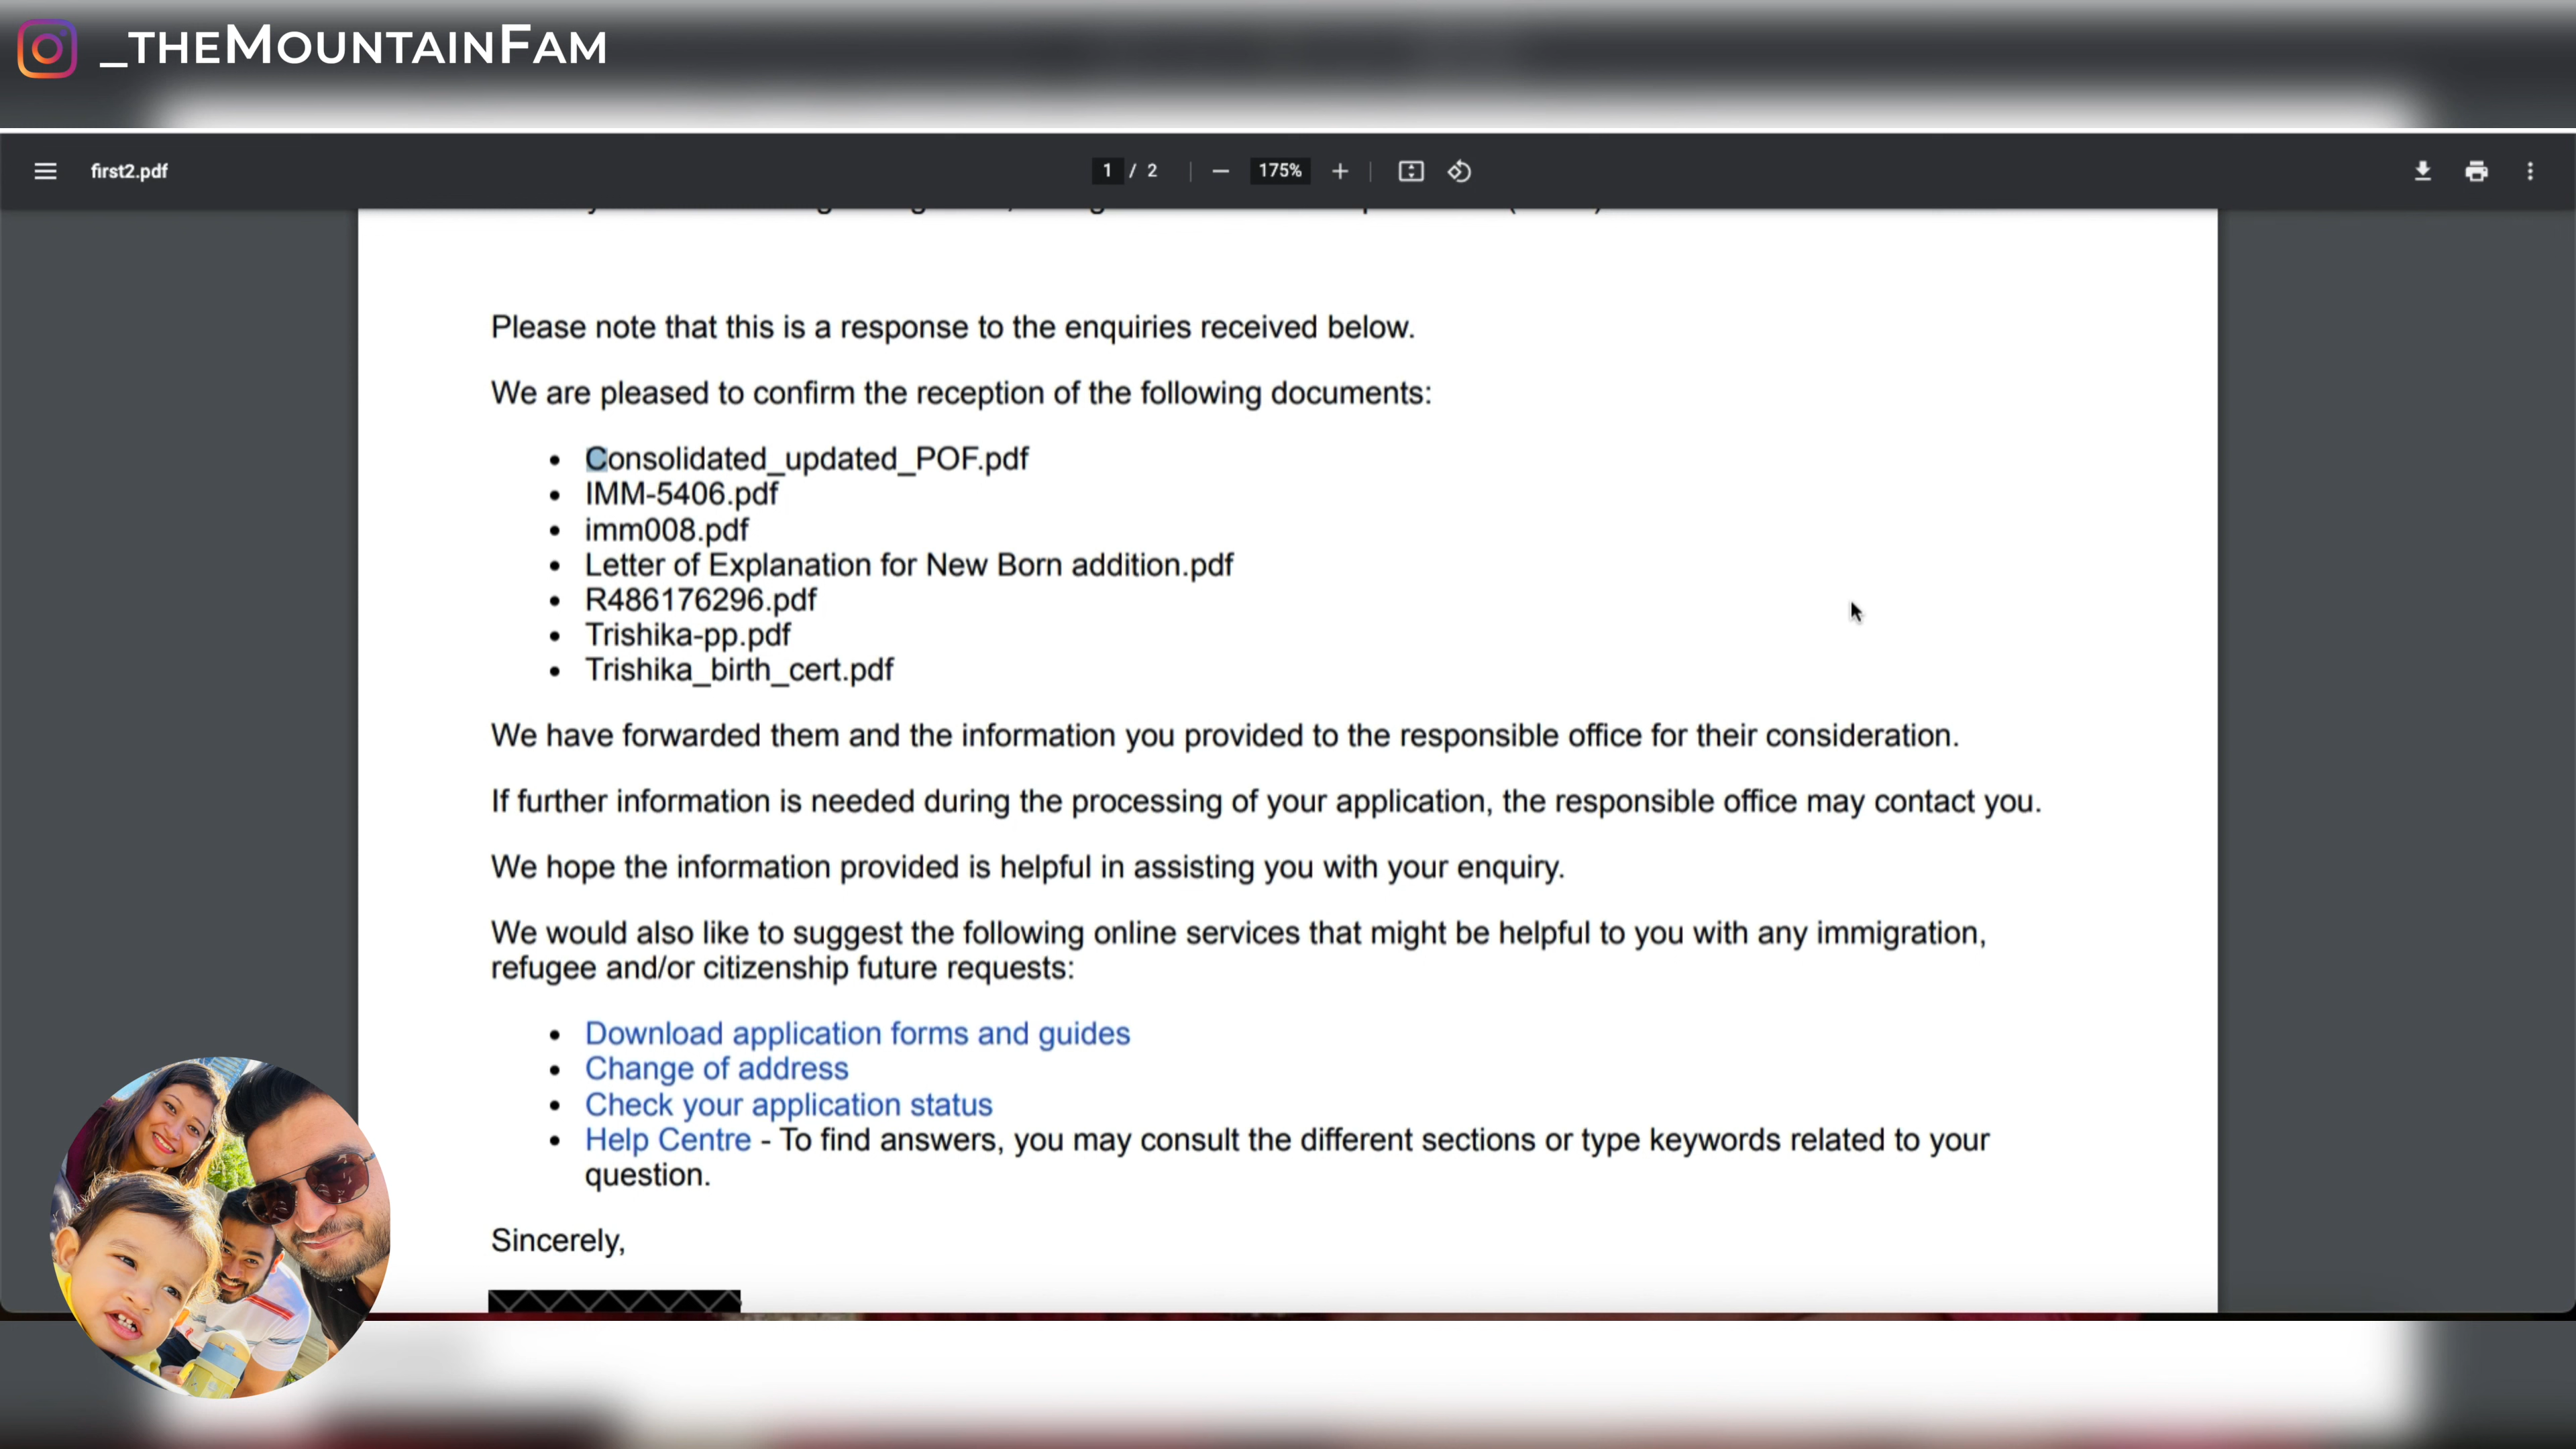 _THEMOUNTAINFAM
first2.pdf
1 / 2
175%
Please note that this is a response to the enquiries received below.
We are pleased to confirm the reception of the following documents:
• Consolidated_updated_POF.pdf
• IMM-5406.pdf
• imm008.pdf
• Letter of Explanation for New Born addition.pdf
• R486176296.pdf
• Trishika-pp.pdf
• Trishika_birth_cert.pdf
We have forwarded them and the information you provided to the responsible office for their consideration.
If further information is needed during the processing of your application, the responsible office may contact you.
We hope the information provided is helpful in assisting you with your enquiry.
We would also like to suggest the following online services that might be helpful to you with any immigration,
refugee and/or citizenship future requests:
• Download application forms and guides
• Change of address
• Check your application status
• Help Centre - To find answers, you may consult the different sections or type keywords related to your
question.
Sincerely,